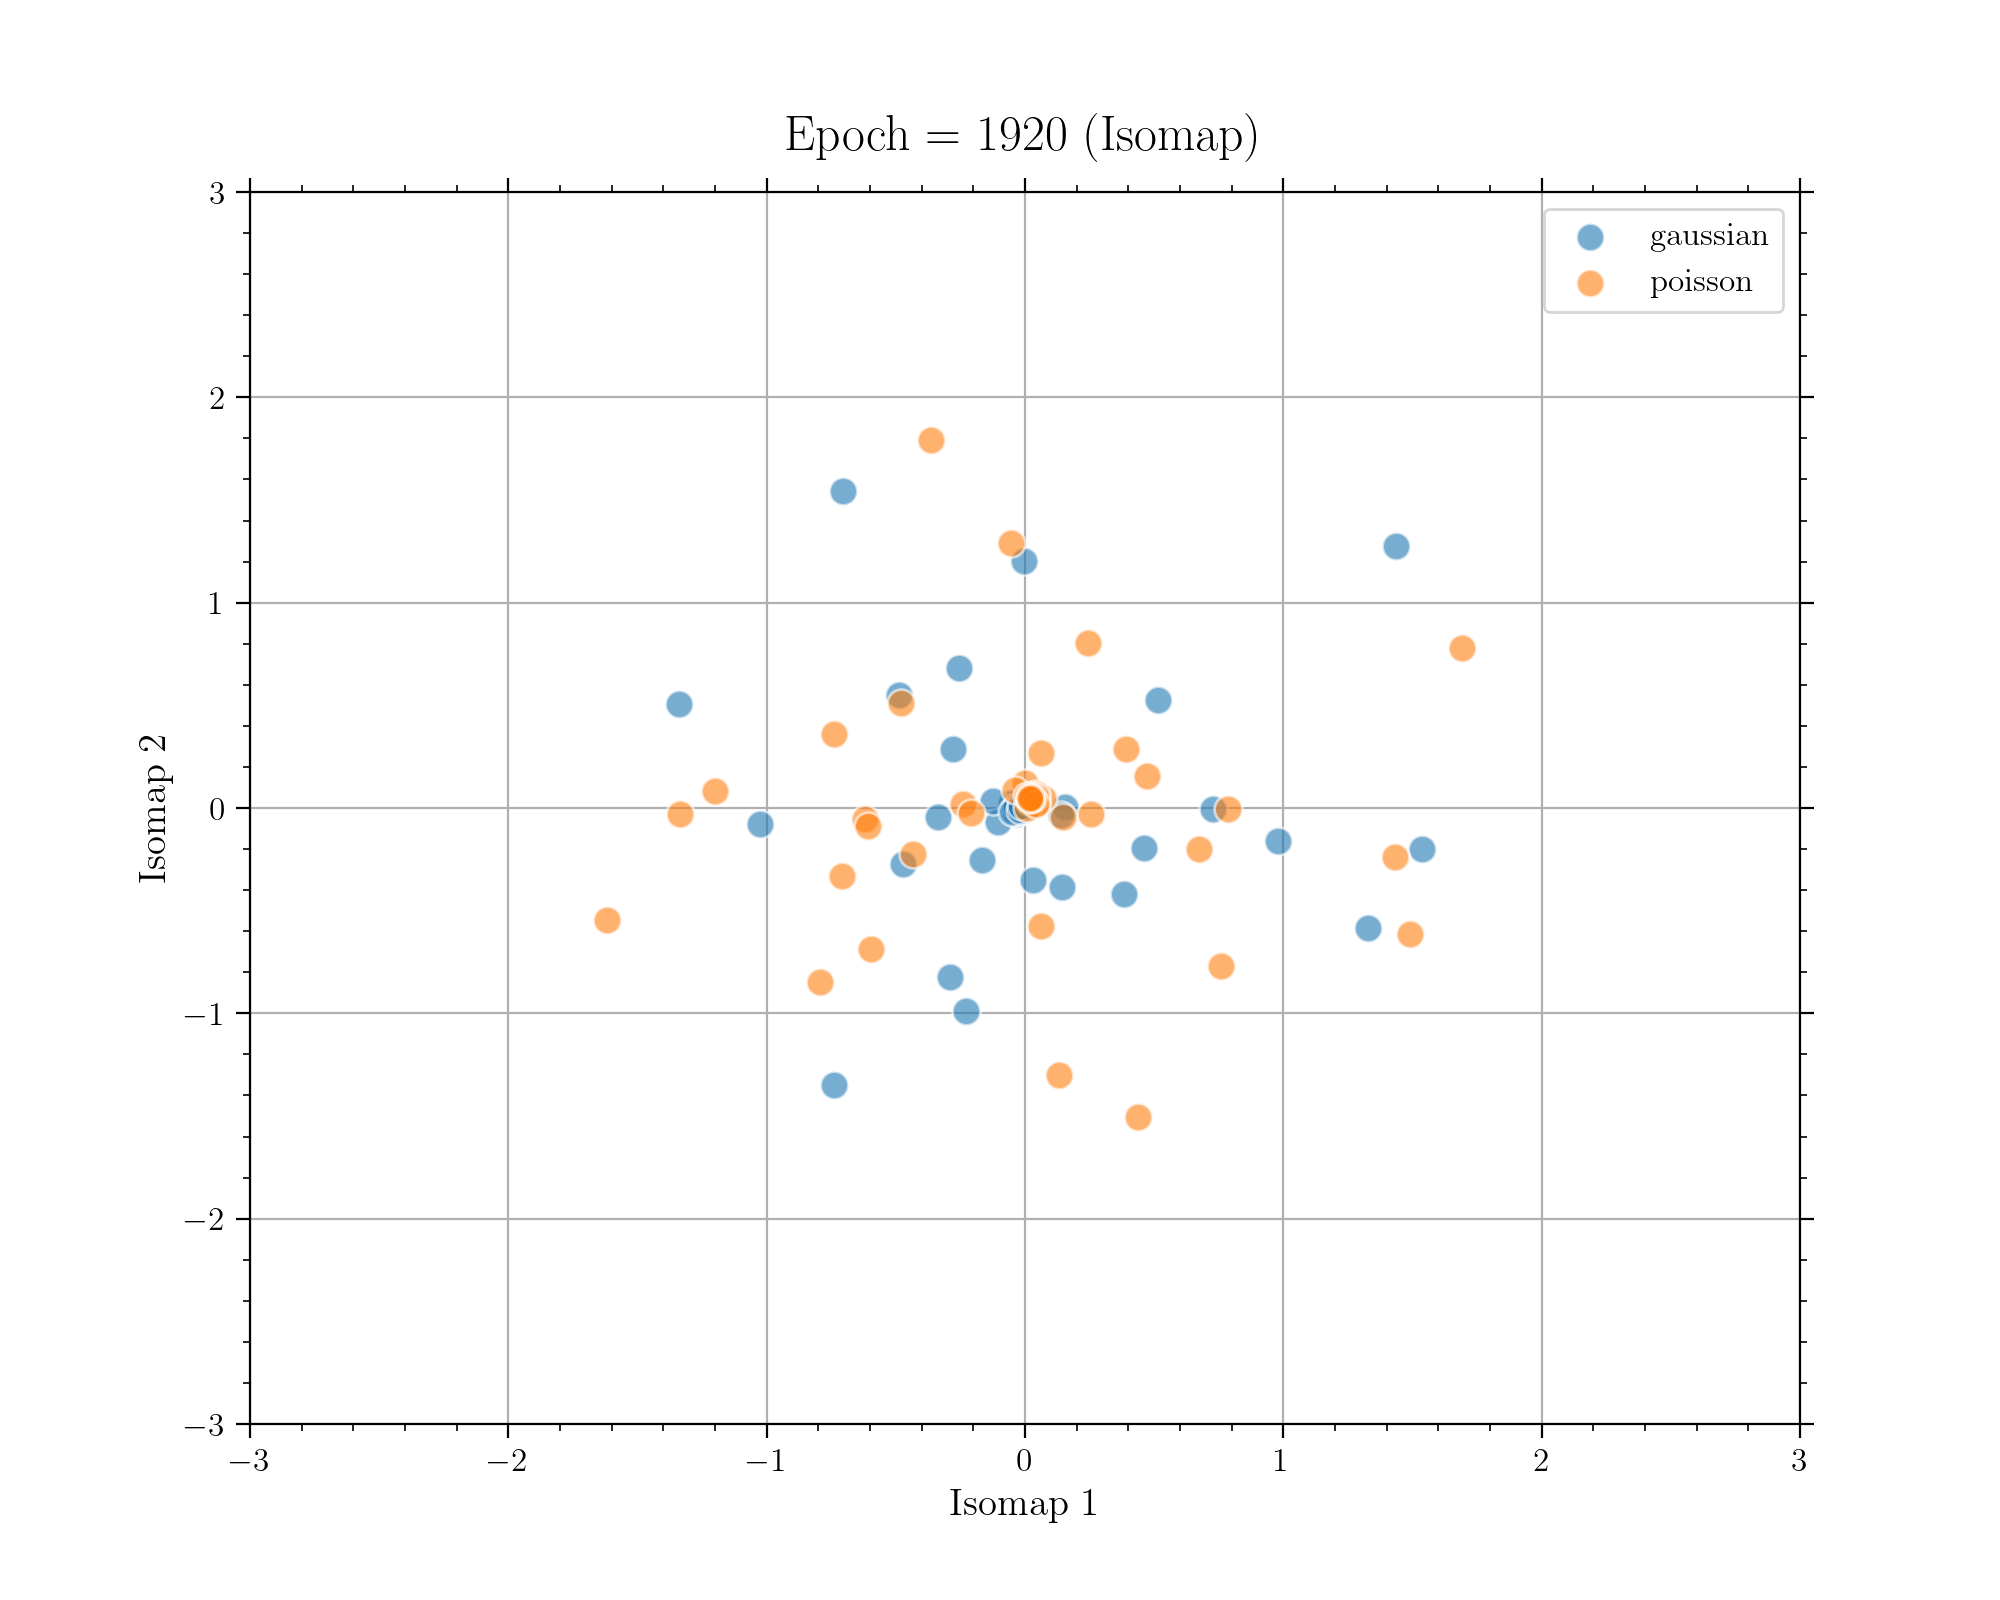 Epoch = 1920 (Isomap)
gaussian
poisson
Isomap 2
3
2
1
0
−1
−2
−3
−3 −2 −1 0 1 2 3
Isomap 1